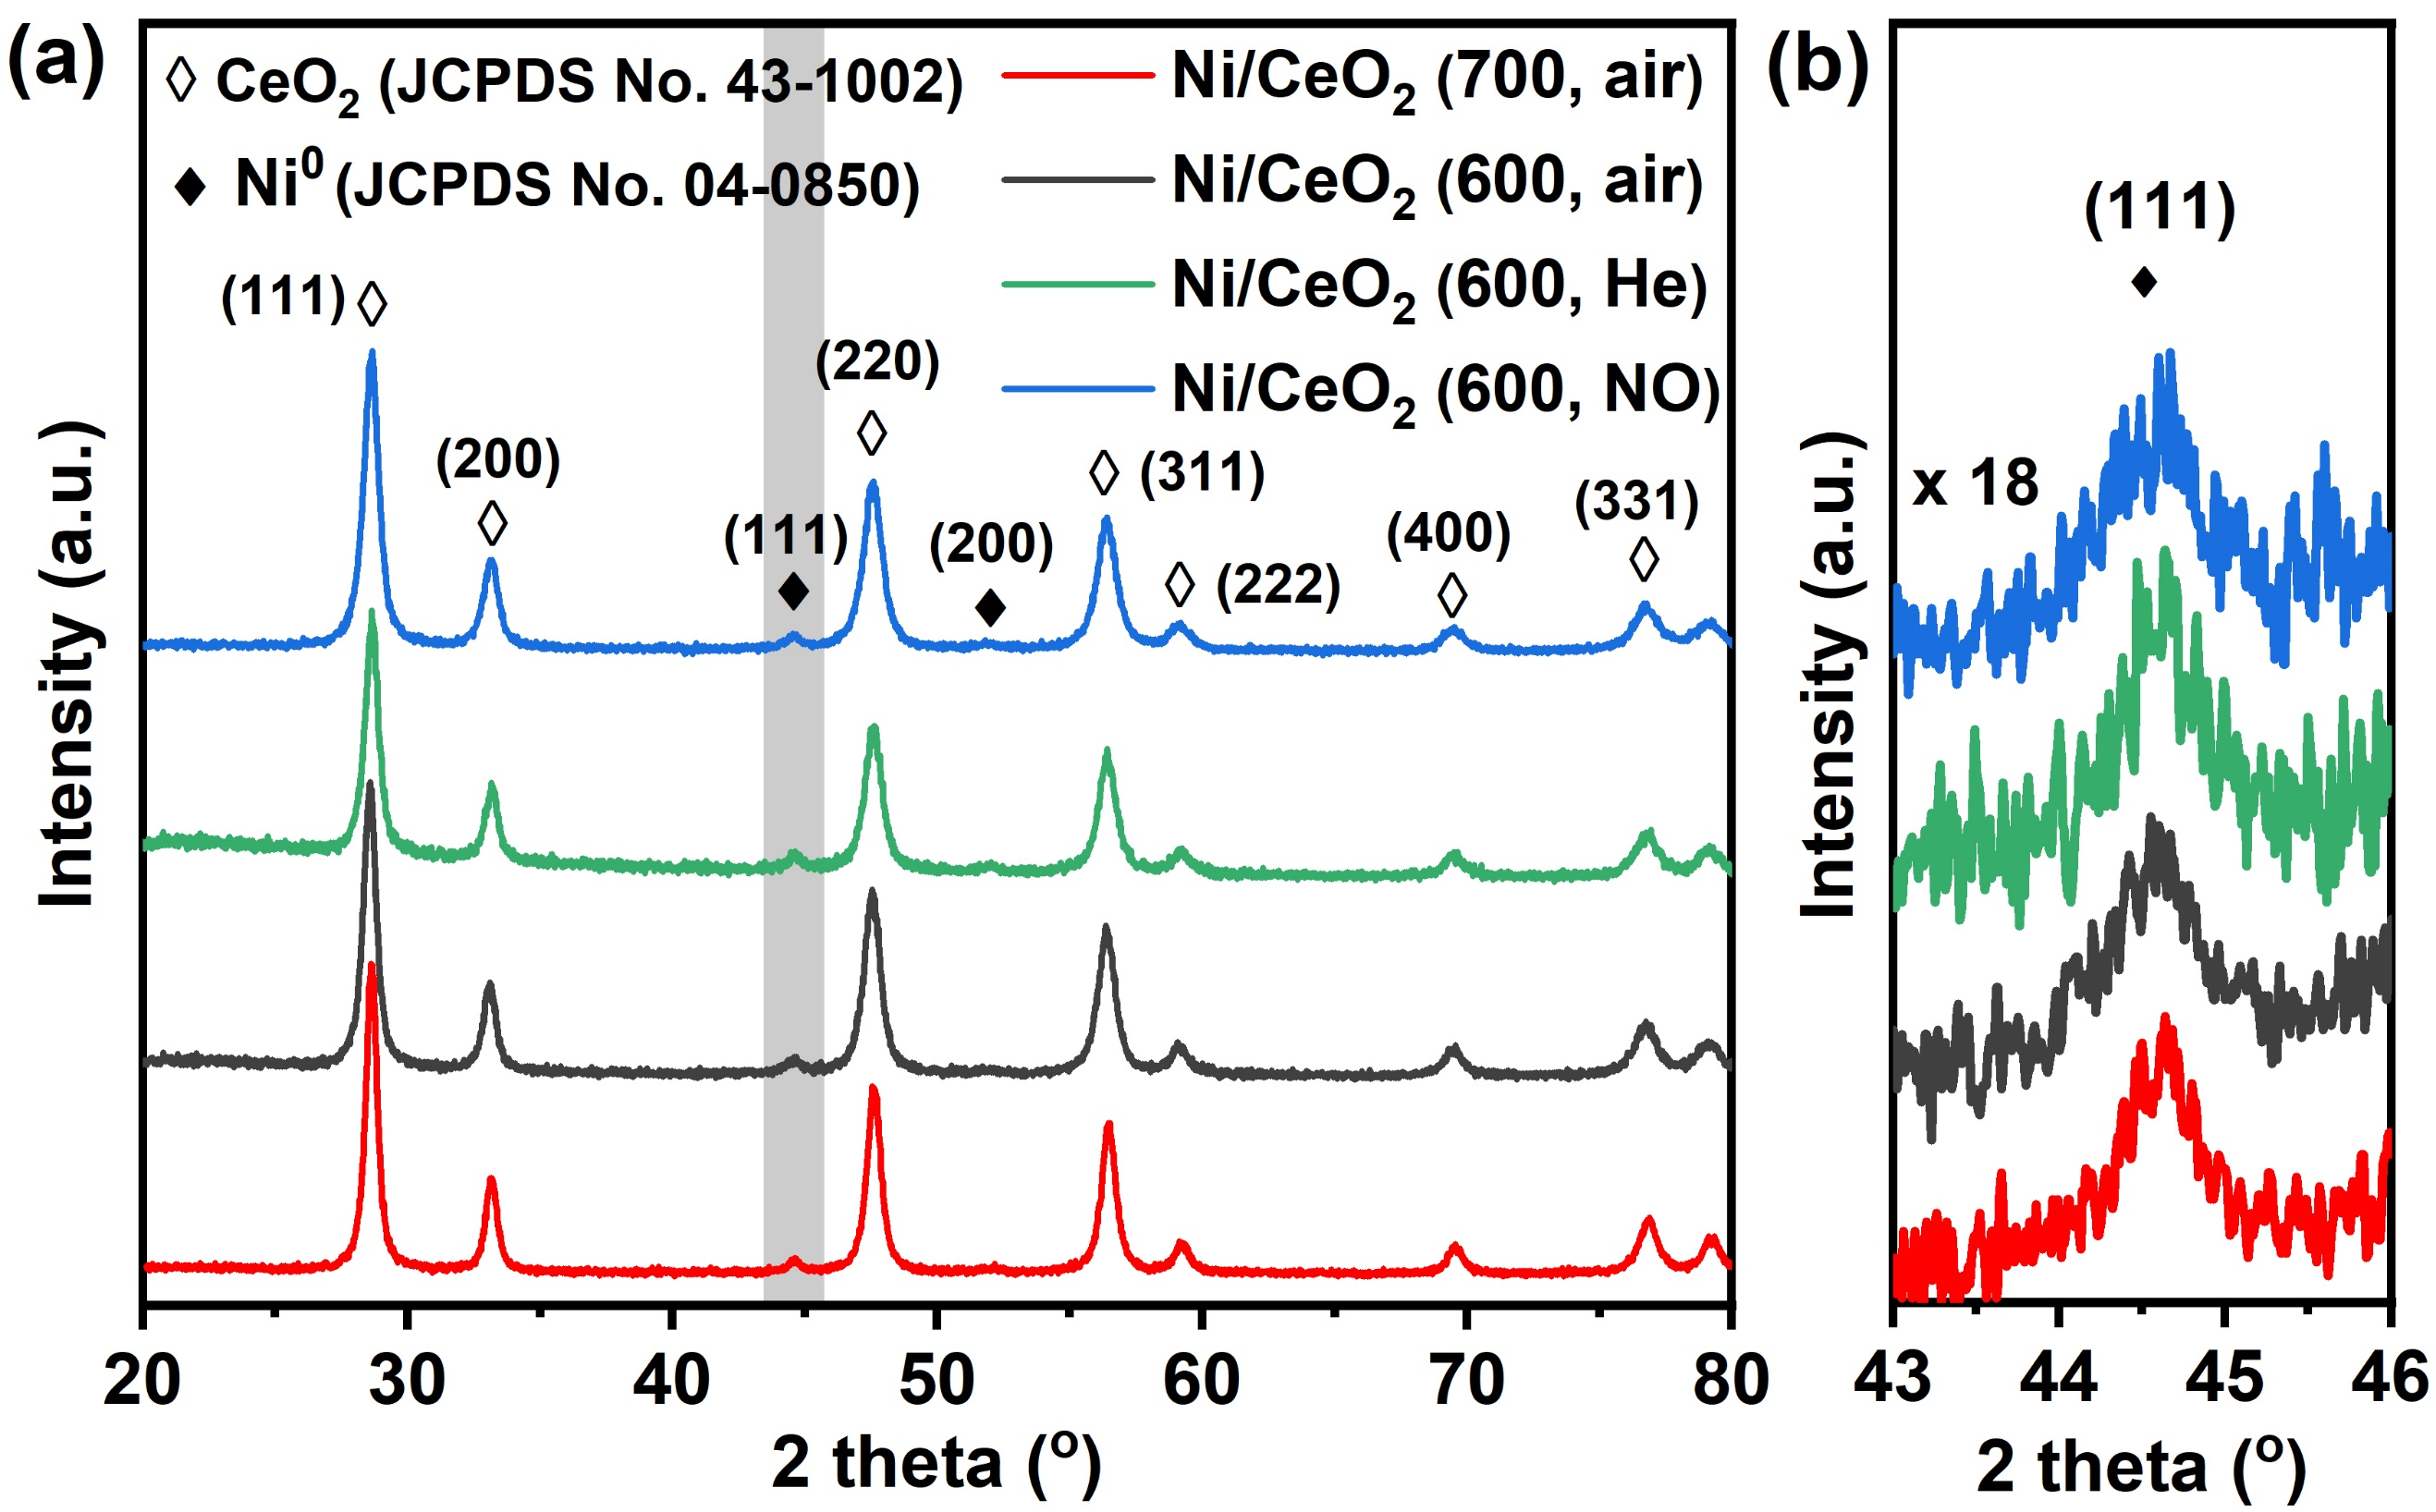 (a)
◊ CeO₂ (JCPDS No. 43-1002)
♦ Ni⁰ (JCPDS No. 04-0850)
Ni/CeO₂ (700, air)
Ni/CeO₂ (600, air)
Ni/CeO₂ (600, He)
Ni/CeO₂ (600, NO)
(111)
(200)
(111)
(220)
(200)
(311)
(222)
(400)
(331)
Intensity (a.u.)
20 30 40 50 60 70 80
2 theta (°)
(b)
(111)
x 18
Intensity (a.u.)
43 44 45 46
2 theta (°)